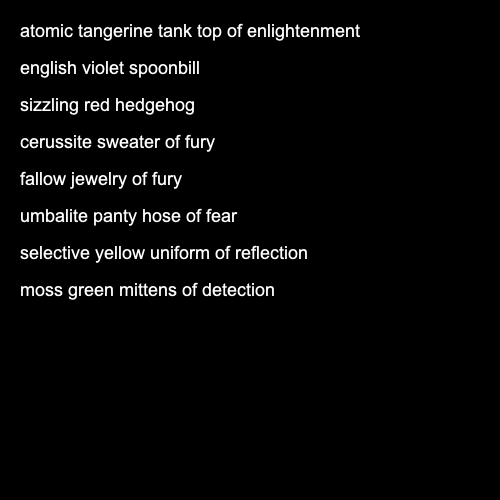 atomic tangerine tank top of enlightenment
english violet spoonbill
sizzling red hedgehog
cerussite sweater of fury
fallow jewelry of fury
umbalite panty hose of fear
selective yellow uniform of reflection
moss green mittens of detection